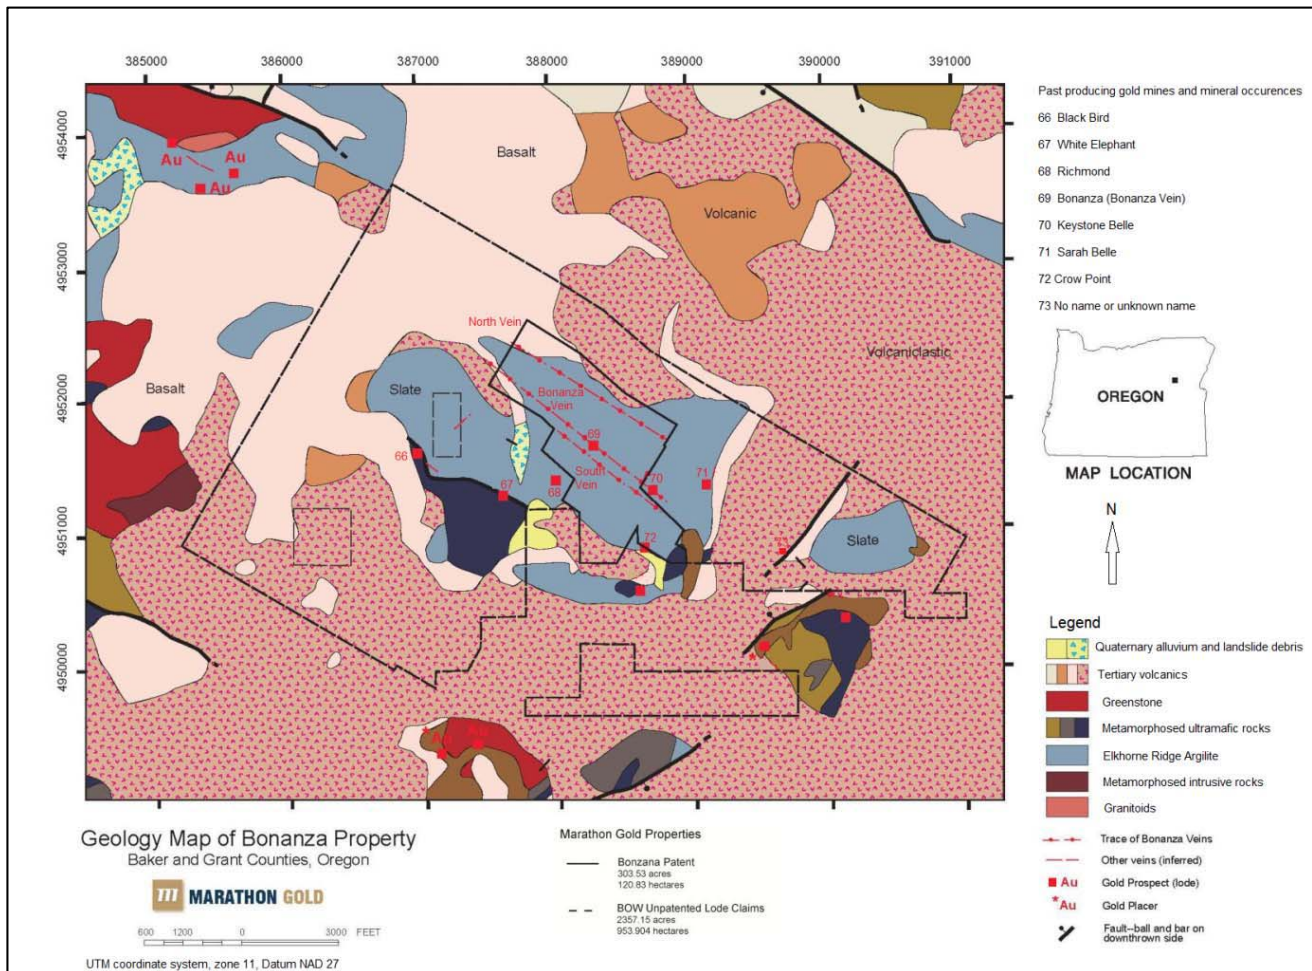 385000 386000 387000 388000 389000 390000 391000
4954000
4953000
4952000
4951000
4950000
Au
Au
Au
Basalt
Volcanic
North Vein
Volcaniclastic
Basalt
Slate
Bonanza
Vein
69
66
South
Vein
70
71
67
68
72
73
Slate
Au
Au
Past producing gold mines and mineral occurences
66 Black Bird
67 White Elephant
68 Richmond
69 Bonanza (Bonanza Vein)
70 Keystone Belle
71 Sarah Belle
72 Crow Point
73 No name or unknown name
OREGON
MAP LOCATION
N
Legend
Quaternary alluvium and landslide debris
Tertiary volcanics
Greenstone
Metamorphosed ultramafic rocks
Elkhorne Ridge Argilite
Metamorphosed intrusive rocks
Granitoids
Trace of Bonanza Veins
Other veins (inferred)
Au Gold Prospect (lode)
*Au Gold Placer
Fault--ball and bar on
downthrown side
Geology Map of Bonanza Property
Baker and Grant Counties, Oregon
m MARATHON GOLD
600 1200 0 3000 FEET
UTM coordinate system, zone 11, Datum NAD 27
Marathon Gold Properties
Bonzana Patent
303.53 acres
120.83 hectares
BOW Unpatented Lode Claims
2357.15 acres
953.904 hectares